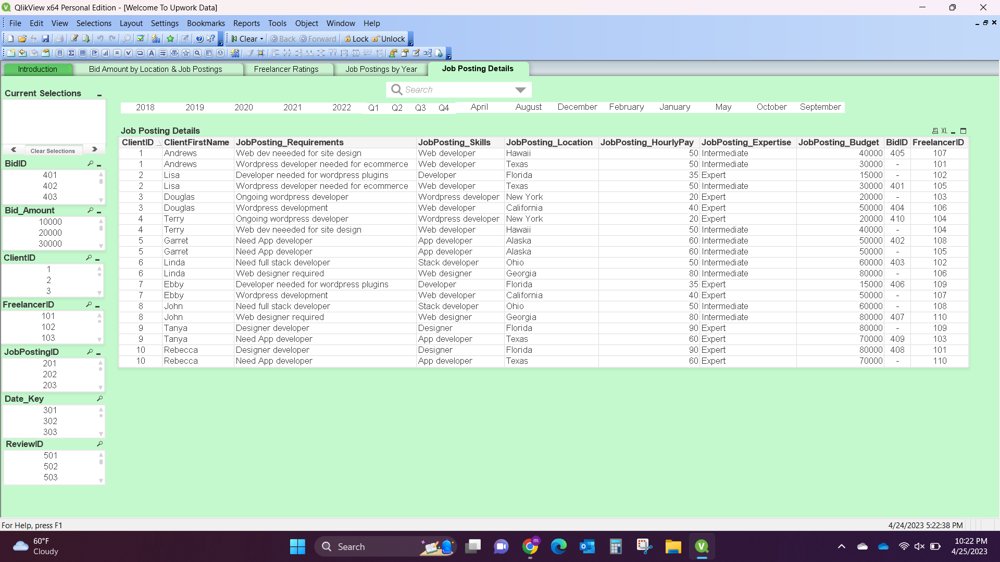 QlikView x64 Personal Edition - [Welcome To Upwork Data]
File Edit View Selections Layout Settings Bookmarks Reports Tools Object Window Help
Clear Back Forward Lock Unlock
Introduction Bid Amount by Location & Job Postings Freelancer Ratings Job Postings by Year Job Posting Details
Search
2018 2019 2020 2021 2022 Q1 Q2 Q3 Q4 April August December February January May October September
Current Selections
Clear Selections
BidID
401
402
403
Bid_Amount
10000
20000
30000
ClientID
1
2
3
FreelancerID
101
102
103
JobPostingID
201
202
203
Date_Key
301
302
303
ReviewID
501
502
503
Job Posting Details XL
ClientID ClientFirstName JobPosting_Requirements JobPosting_Skills JobPosting_Location JobPosting_HourlyPay JobPosting_Expertise JobPosting_Budget BidID FreelancerID
1 Andrews Web dev neeeded for site design Web developer Hawaii 50 Intermediate 40000 405 107
1 Andrews Wordpress developer needed for ecommerce Web developer Texas 50 Intermediate 30000 - 101
2 Lisa Developer needed for wordpress plugins Developer Florida 35 Expert 15000 - 102
2 Lisa Wordpress developer needed for ecommerce Web developer Texas 50 Intermediate 30000 401 105
3 Douglas Ongoing wordpress developer Wordpress developer New York 20 Expert 20000 - 103
3 Douglas Wordpress development Web developer California 40 Expert 50000 404 106
4 Terry Ongoing wordpress developer Wordpress developer New York 20 Expert 20000 410 104
4 Terry Web dev neeeded for site design Web developer Hawaii 50 Intermediate 40000 - 104
5 Garret Need App developer App developer Alaska 60 Intermediate 50000 402 108
5 Garret Need App developer App developer Alaska 60 Intermediate 50000 - 105
6 Linda Need full stack developer Stack developer Ohio 50 Intermediate 60000 403 102
6 Linda Web designer required Web designer Georgia 80 Intermediate 80000 - 106
7 Ebby Developer needed for wordpress plugins Developer Florida 35 Expert 15000 406 109
7 Ebby Wordpress development Web developer California 40 Expert 50000 - 107
8 John Need full stack developer Stack developer Ohio 50 Intermediate 60000 - 108
8 John Web designer required Web designer Georgia 80 Intermediate 80000 407 110
9 Tanya Designer developer Designer Florida 90 Expert 80000 - 109
9 Tanya Need App developer App developer Texas 60 Expert 70000 409 103
10 Rebecca Designer developer Designer Florida 90 Expert 80000 408 101
10 Rebecca Need App developer App developer Texas 60 Expert 70000 - 110
For Help, press F1 4/24/2023 5:22:38 PM
60°F
Cloudy
Search
10:22 PM
4/25/2023